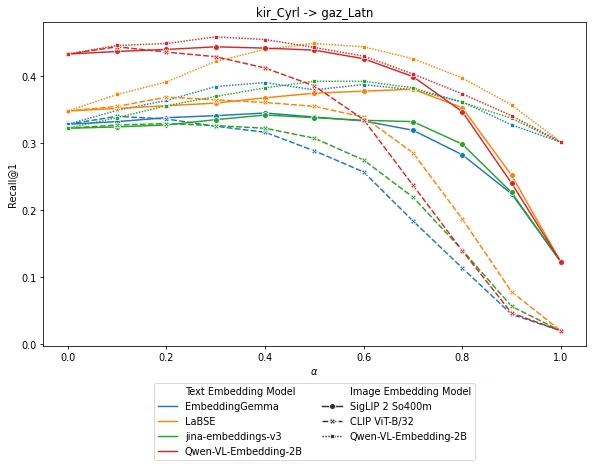 kir_Cyrl -> gaz_Latn
Recall@1
0.4
0.3
0.2
0.1
0.0
0.0
0.2
0.4
0.6
0.8
1.0
α
Text Embedding Model
EmbeddingGemma
LaBSE
jina-embeddings-v3
Qwen-VL-Embedding-2B
Image Embedding Model
SigLIP 2 So400m
CLIP ViT-B/32
Qwen-VL-Embedding-2B